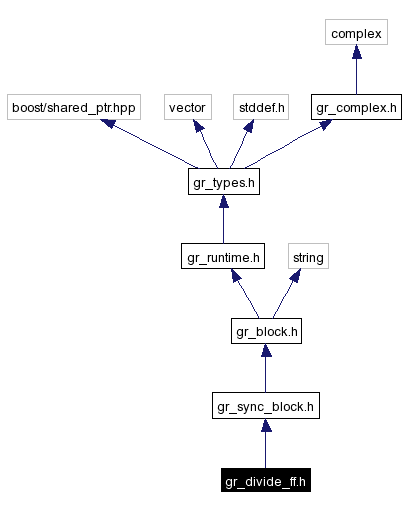 complex
boost/shared_ptr.hpp
vector
stddef.h
gr_complex.h
gr_types.h
gr_runtime.h
string
gr_block.h
gr_sync_block.h
gr_divide_ff.h